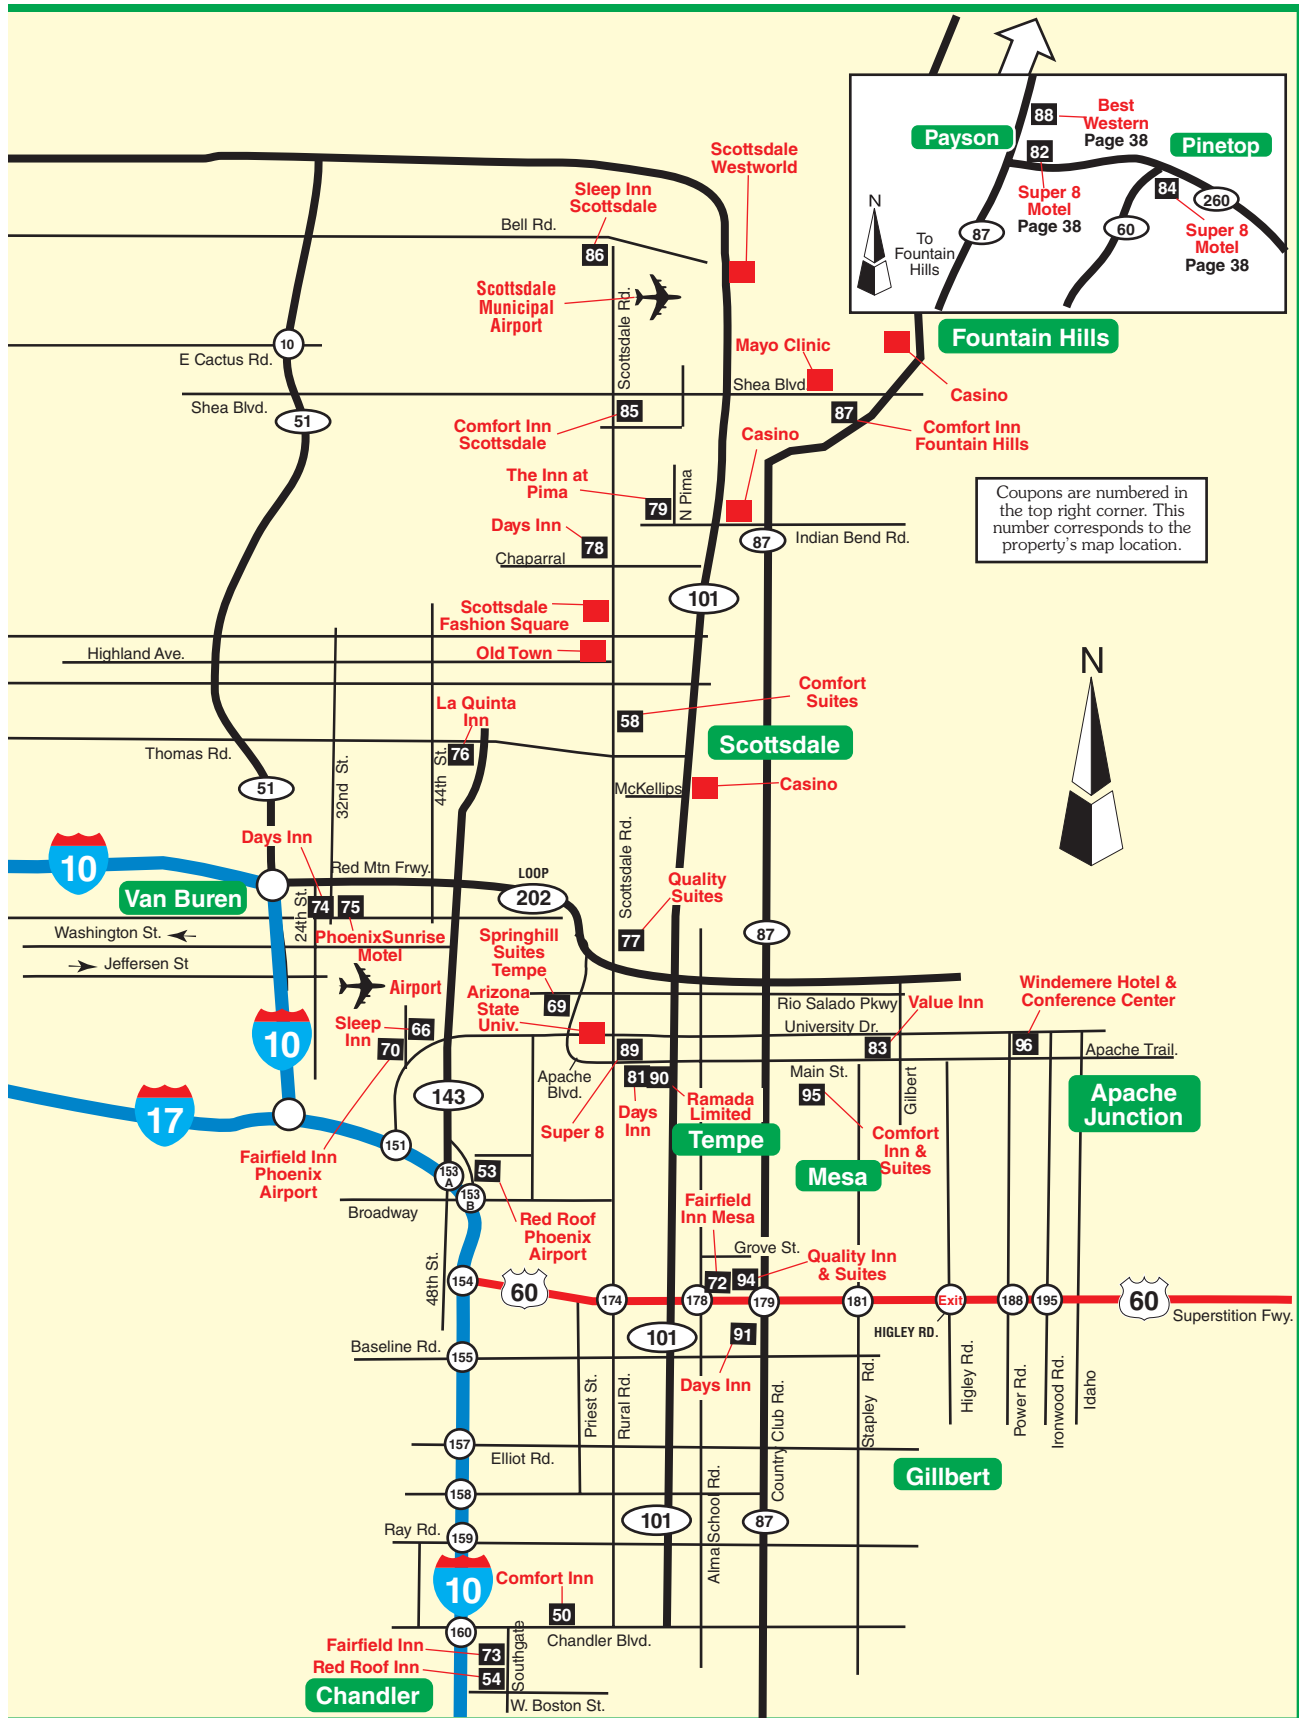 88
Best
Western
Page 38
Payson
Pinetop
82
Super 8
Motel
Page 38
84
260
N
To
Fountain
Hills
87
60
Super 8
Motel
Page 38
Scottsdale
Westworld
Sleep Inn
Scottsdale
Bell Rd.
86
Scottsdale
Municipal
Airport
Scottsdale Rd.
Fountain Hills
10
E Cactus Rd.
Mayo Clinic
Casino
Shea Blvd.
Shea Blvd.
51
85
Comfort Inn
Scottsdale
87
Comfort Inn
Fountain Hills
Casino
The Inn at
Pima
79
N Pima
Days Inn
78
Chaparral
87
Indian Bend Rd.
Coupons are numbered in
the top right corner. This
number corresponds to the
property's map location.
101
Scottsdale
Fashion Square
Highland Ave.
Old Town
N
La Quinta
Inn
Comfort
Suites
58
Scottsdale
Thomas Rd.
32nd St.
44th St.
76
51
McKellips
Casino
Days Inn
10
Red Mtn Frwy.
LOOP
202
Scottsdale Rd.
Quality
Suites
Van Buren
24th St.
74
75
Washington St.
PhoenixSunrise
Motel
Springhill
Suites
Tempe
77
87
Jeffersen St
Airport
69
Rio Salado Pkwy
Value Inn
Windemere Hotel &
Conference Center
Arizona
State
Univ.
University Dr.
10
Sleep
Inn
66
70
89
83
96
Apache Trail.
Apache
Blvd.
81
90
Main St.
95
Gilbert
143
17
Days
Inn
Ramada
Limited
Apache
Junction
Super 8
Tempe
Comfort
Inn &
Suites
151
Fairfield Inn
Phoenix
Airport
153
A
53
Mesa
153
B
Broadway
Red Roof
Phoenix
Airport
Fairfield
Inn Mesa
Grove St.
Quality Inn
& Suites
48th St.
154
60
72
94
174
178
179
181
Exit
188
195
60
Superstition Fwy.
HIGLEY RD.
101
91
Baseline Rd.
155
Days Inn
Priest St.
Rural Rd.
Country Club Rd.
Stapley Rd.
Higley Rd.
Power Rd.
Ironwood Rd.
Idaho
157
Elliot Rd.
Gillbert
158
Alma School Rd.
101
87
Ray Rd.
159
10
Comfort Inn
50
160
Chandler Blvd.
Southgate
Fairfield Inn
73
Red Roof Inn
54
Chandler
W. Boston St.